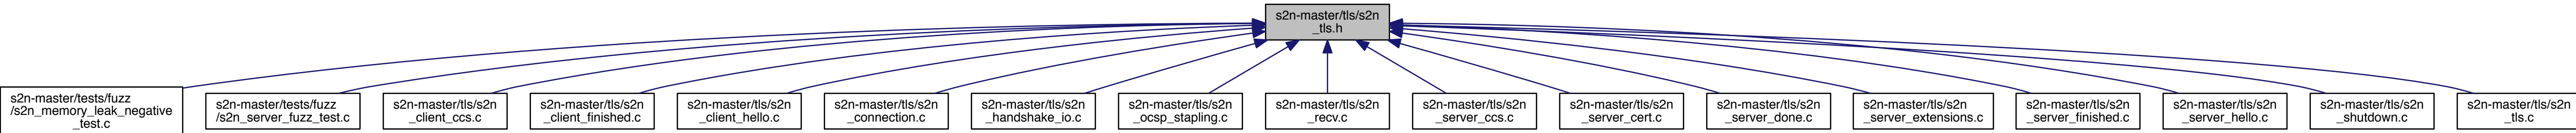 s2n-master/tls/s2n
_tls.h
s2n-master/tests/fuzz
/s2n_memory_leak_negative
_test.c
s2n-master/tests/fuzz
/s2n_server_fuzz_test.c
s2n-master/tls/s2n
_client_ccs.c
s2n-master/tls/s2n
_client_finished.c
s2n-master/tls/s2n
_client_hello.c
s2n-master/tls/s2n
_connection.c
s2n-master/tls/s2n
_handshake_io.c
s2n-master/tls/s2n
_ocsp_stapling.c
s2n-master/tls/s2n
_recv.c
s2n-master/tls/s2n
_server_ccs.c
s2n-master/tls/s2n
_server_cert.c
s2n-master/tls/s2n
_server_done.c
s2n-master/tls/s2n
_server_extensions.c
s2n-master/tls/s2n
_server_finished.c
s2n-master/tls/s2n
_server_hello.c
s2n-master/tls/s2n
_shutdown.c
s2n-master/tls/s2n
_tls.c